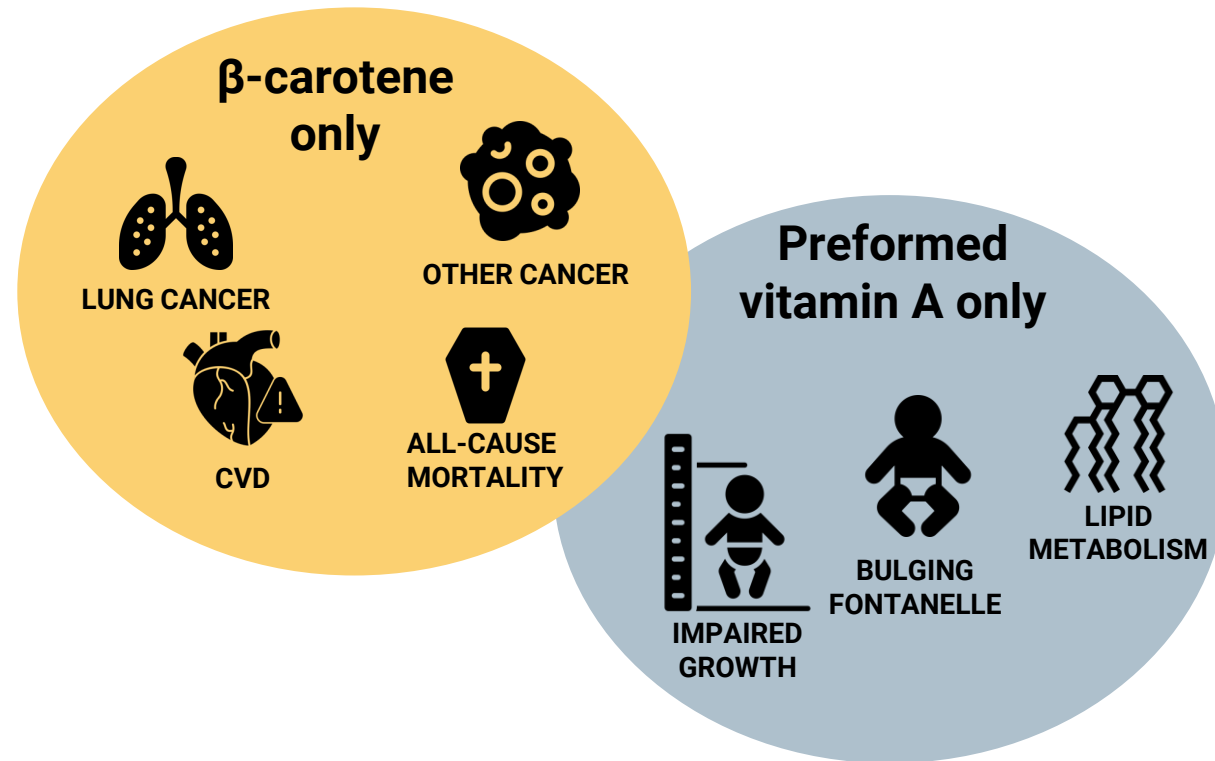 β-carotene
only
LUNG CANCER
OTHER CANCER
CVD
ALL-CAUSE
MORTALITY
Preformed
vitamin A only
IMPAIRED
GROWTH
BULGING
FONTANELLE
LIPID
METABOLISM